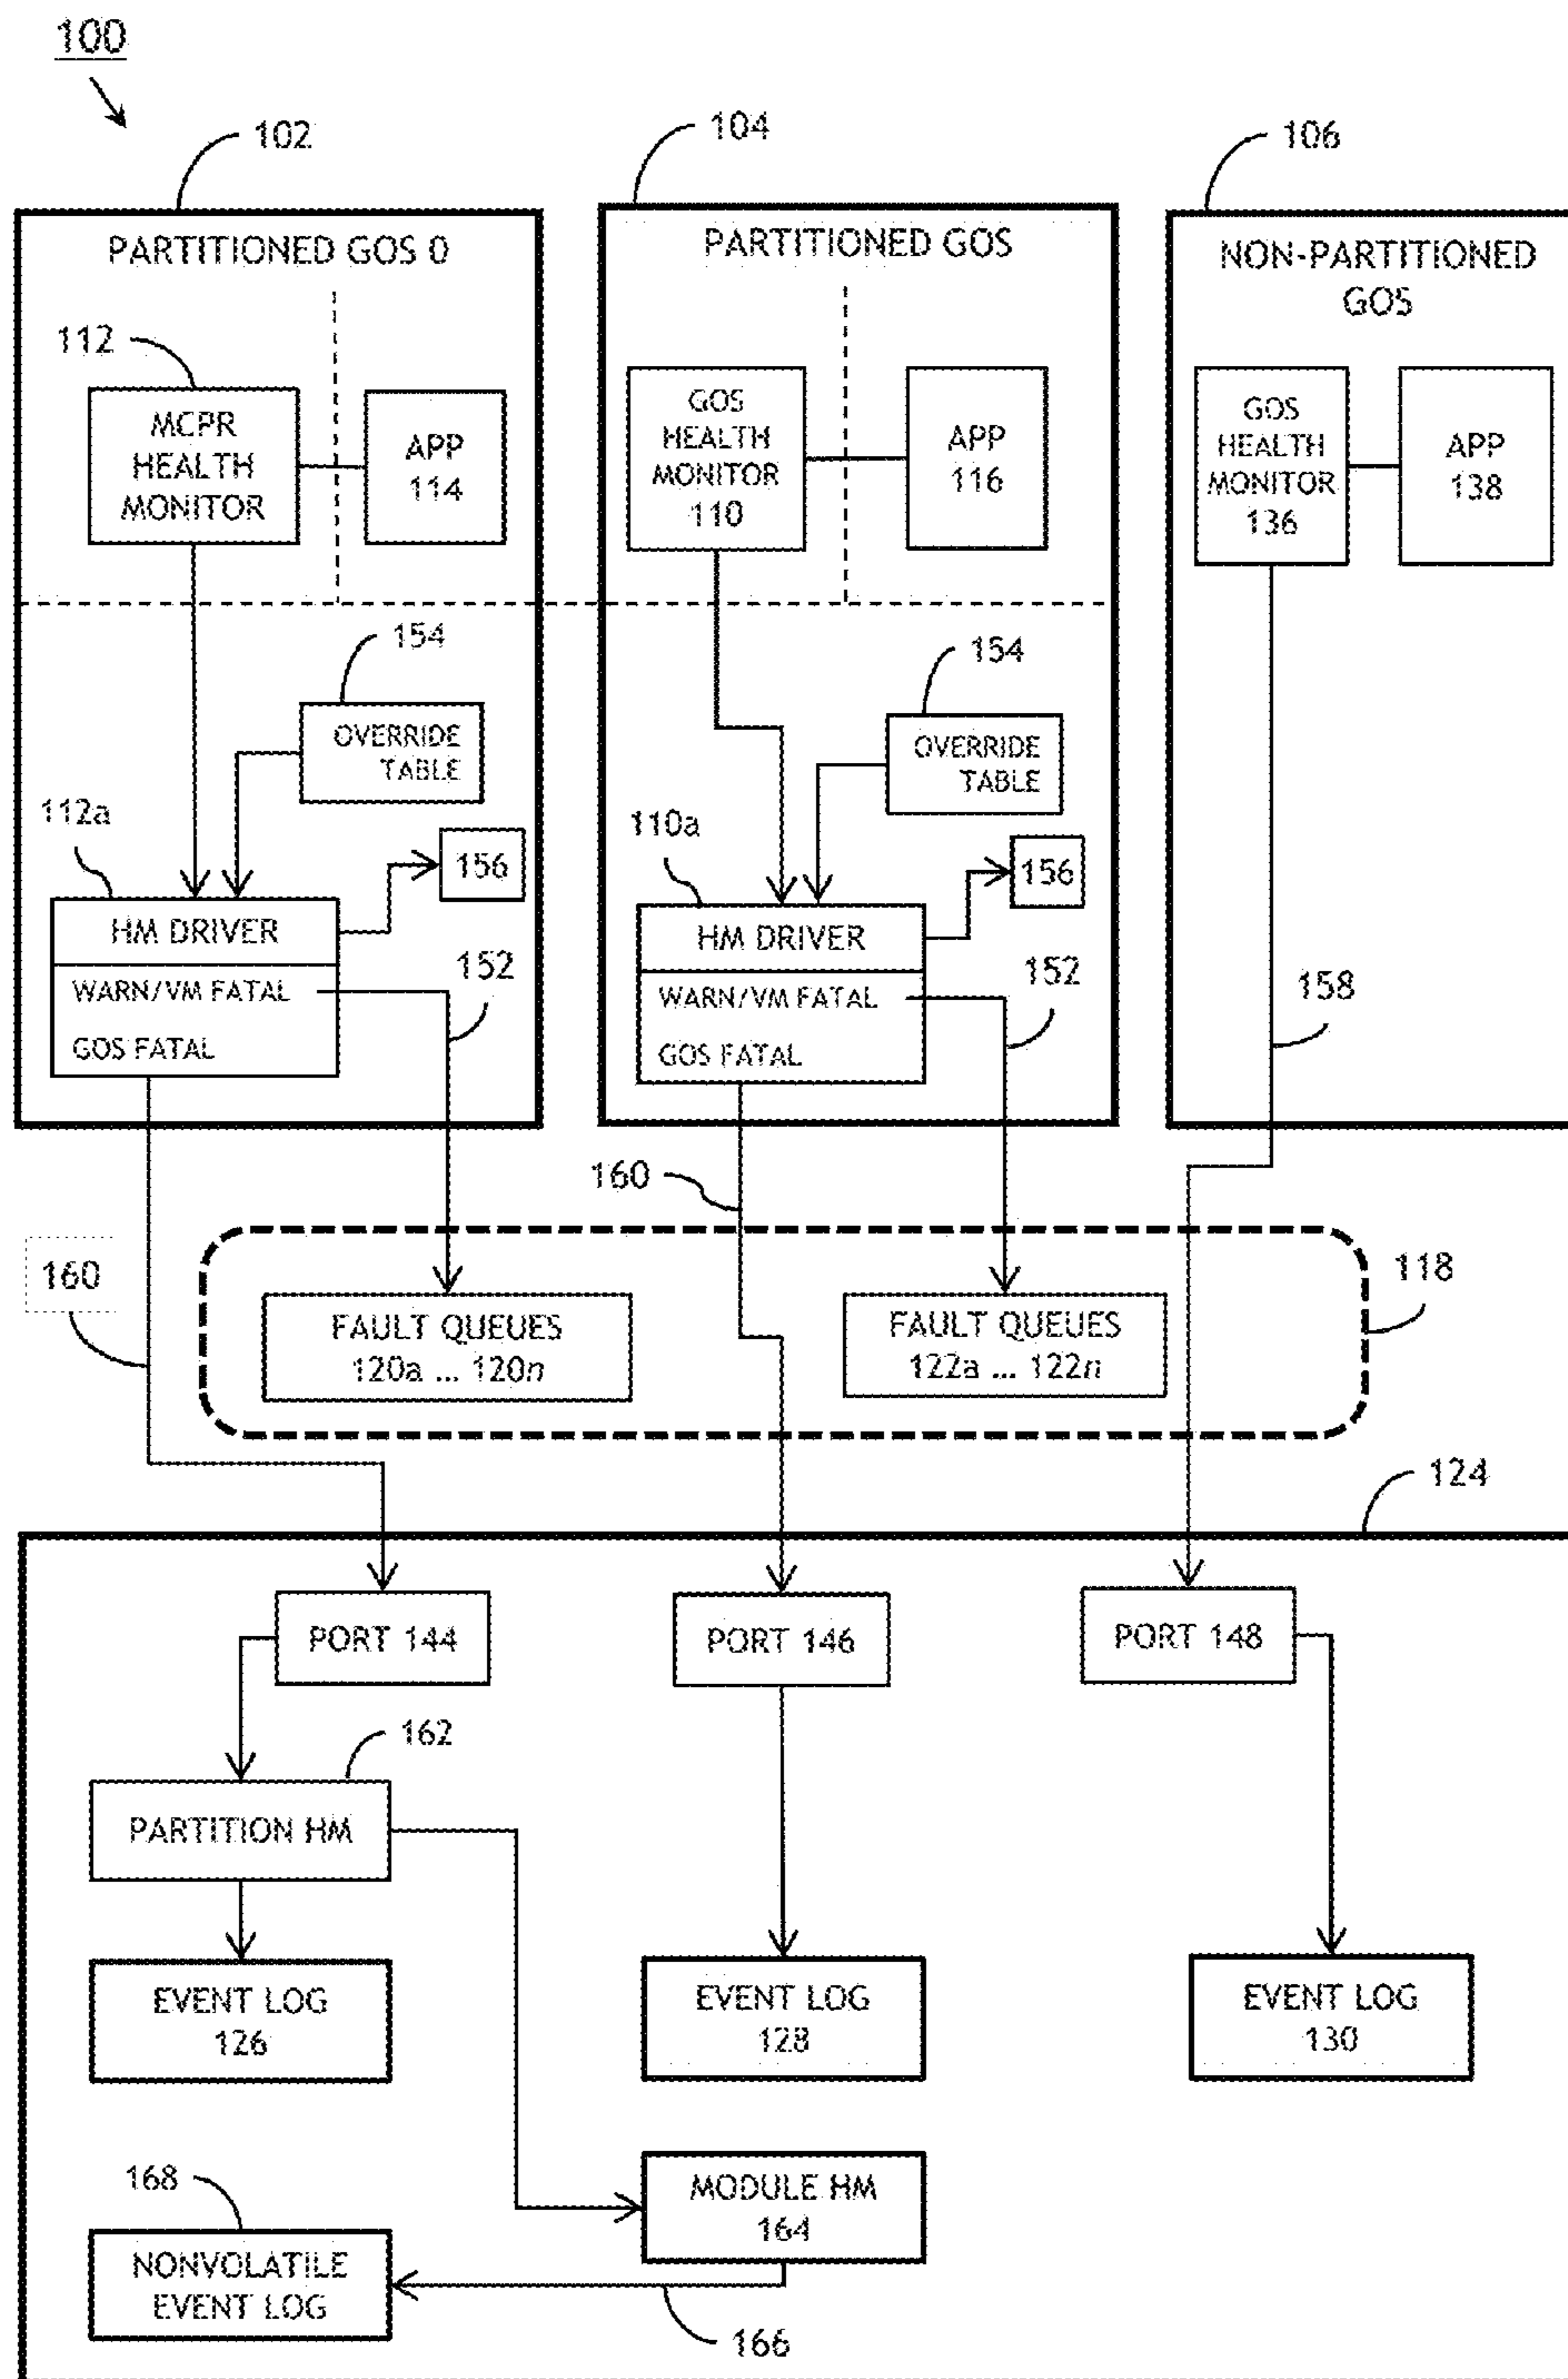 100
102
104
106
PARTITIONED GOS 0
PARTITIONED GOS
NON-PARTITIONED
GOS
112
MCPR
HEALTH
MONITOR
APP
114
GOS
HEALTH
MONITOR
110
APP
116
GOS
HEALTH
MONITOR
136
APP
138
154
OVERRIDE
TABLE
154
OVERRIDE
TABLE
112a
156
110a
156
HM DRIVER
WARN/VM FATAL
GOS FATAL
152
HM DRIVER
WARN/VM FATAL
GOS FATAL
152
158
160
160
118
FAULT QUEUES
120a ... 120n
FAULT QUEUES
122a ... 122n
124
PORT 144
PORT 146
PORT 148
162
PARTITION HM
EVENT LOG
126
EVENT LOG
128
EVENT LOG
130
168
MODULE HM
164
NONVOLATILE
EVENT LOG
166